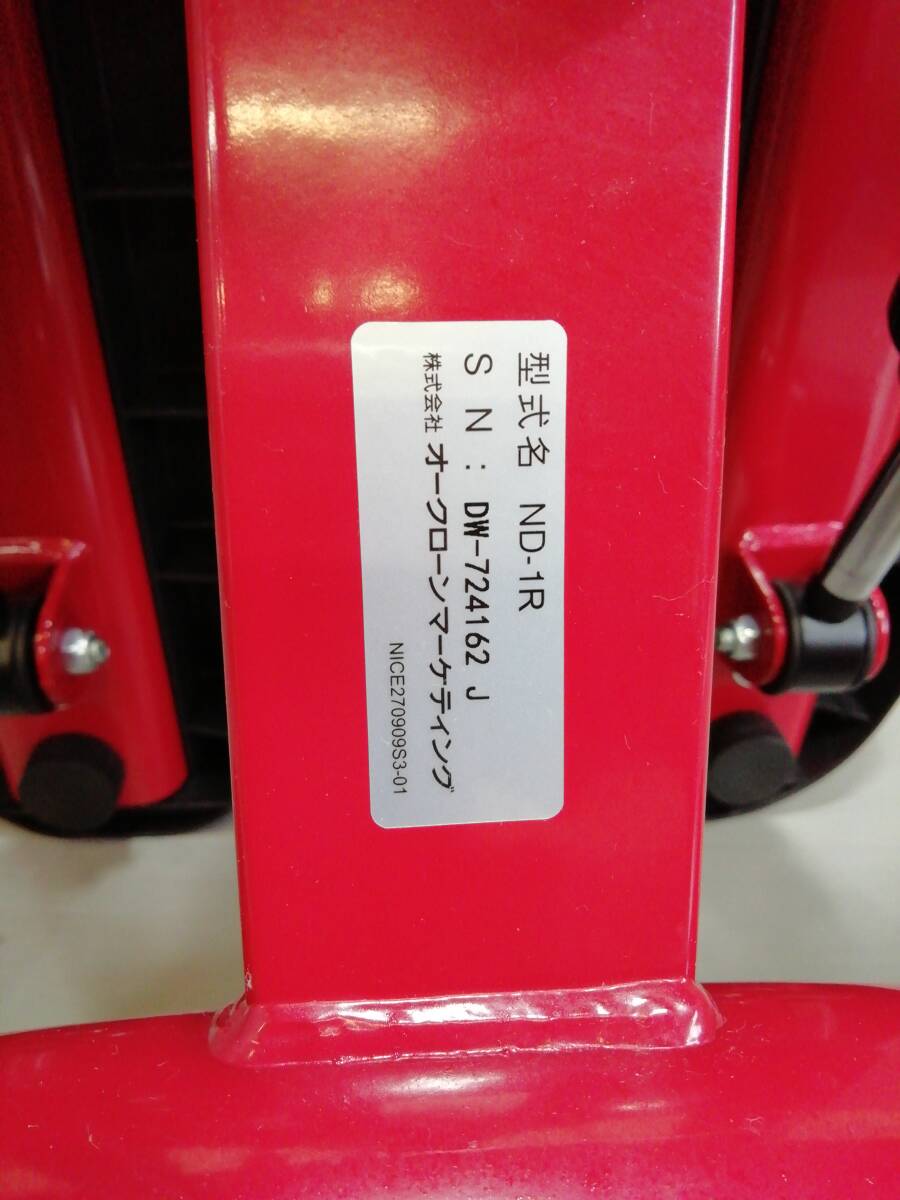 型式名 ND-1R
S N : DW-724162 J
株式会社 オークローンマーケティング
NICE270909S3-01